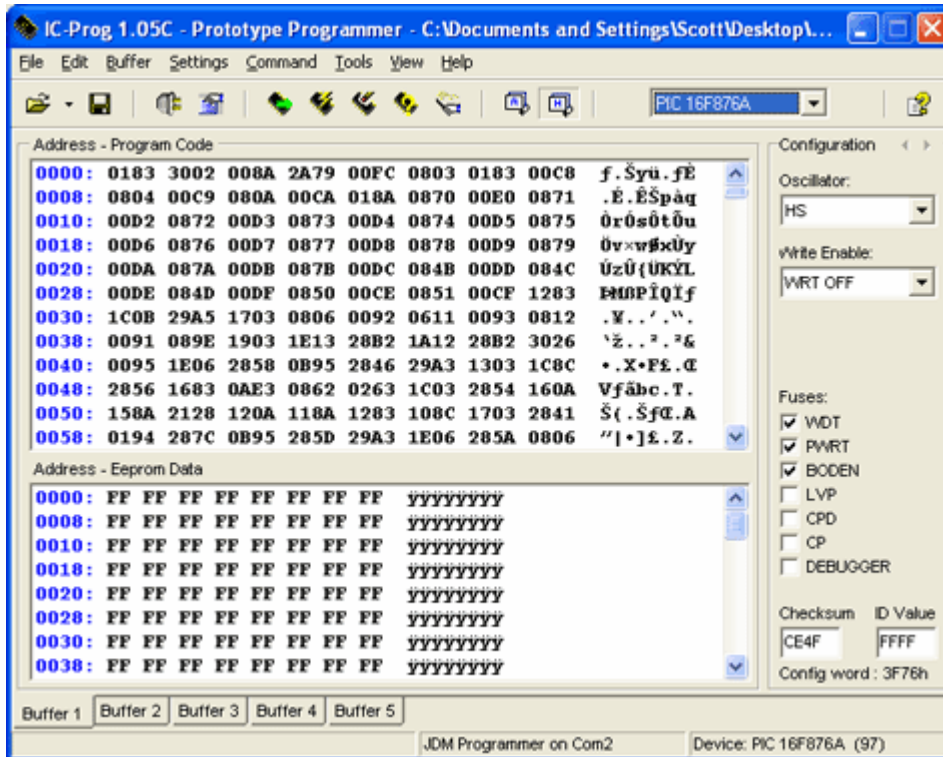 IC-Prog 1.05C - Prototype Programmer - C:\Documents and Settings\Scott\Desktop\...
File Edit Buffer Settings Command Tools View Help
PIC 16F876A
Address - Program Code
0000: 0183 3002 008A 2A79 00FC 0803 0183 00C8 ƒ.Šyü.ƒÈ
0008: 0804 00C9 080A 00CA 018A 0870 00E0 0871 .É.ÊŠpàq
0010: 00D2 0872 00D3 0873 00D4 0874 00D5 0875 ÒrÓsÔtÕu
0018: 00D6 0876 00D7 0877 00D8 0878 00D9 0879 Öv×wØxÙy
0020: 00DA 087A 00DB 087B 00DC 084B 00DD 084C ÚzÛ{ÜKÝL
0028: 00DE 084D 00DF 0850 00CE 0851 00CF 1283 ÞMßPÎQÏƒ
0030: 1C0B 29A5 1703 0806 0092 0611 0093 0812 .¥..’.“.
0038: 0091 089E 1903 1E13 28B2 1A12 28B2 3026 ‘ž..².²&
0040: 0095 1E06 2858 0B95 2846 29A3 1303 1C8C •.X•F£.Œ
0048: 2856 1683 0AE3 0862 0263 1C03 2854 160A Vƒãbc.T.
0050: 158A 2128 120A 118A 1283 108C 1703 2841 Š(.ŠƒŒ.A
0058: 0194 287C 0B95 285D 29A3 1E06 285A 0806 ”|•]£.Z.
Address - Eeprom Data
0000: FF FF FF FF FF FF FF FF ÿÿÿÿÿÿÿÿ
0008: FF FF FF FF FF FF FF FF ÿÿÿÿÿÿÿÿ
0010: FF FF FF FF FF FF FF FF ÿÿÿÿÿÿÿÿ
0018: FF FF FF FF FF FF FF FF ÿÿÿÿÿÿÿÿ
0020: FF FF FF FF FF FF FF FF ÿÿÿÿÿÿÿÿ
0028: FF FF FF FF FF FF FF FF ÿÿÿÿÿÿÿÿ
0030: FF FF FF FF FF FF FF FF ÿÿÿÿÿÿÿÿ
0038: FF FF FF FF FF FF FF FF ÿÿÿÿÿÿÿÿ
Configuration
Oscillator:
HS
Write Enable:
WRT OFF
Fuses:
WDT
PWRT
BODEN
LVP
CPD
CP
DEBUGGER
Checksum ID Value
CE4F FFFF
Config word : 3F76h
Buffer 1 Buffer 2 Buffer 3 Buffer 4 Buffer 5
JDM Programmer on Com2 Device: PIC 16F876A (97)